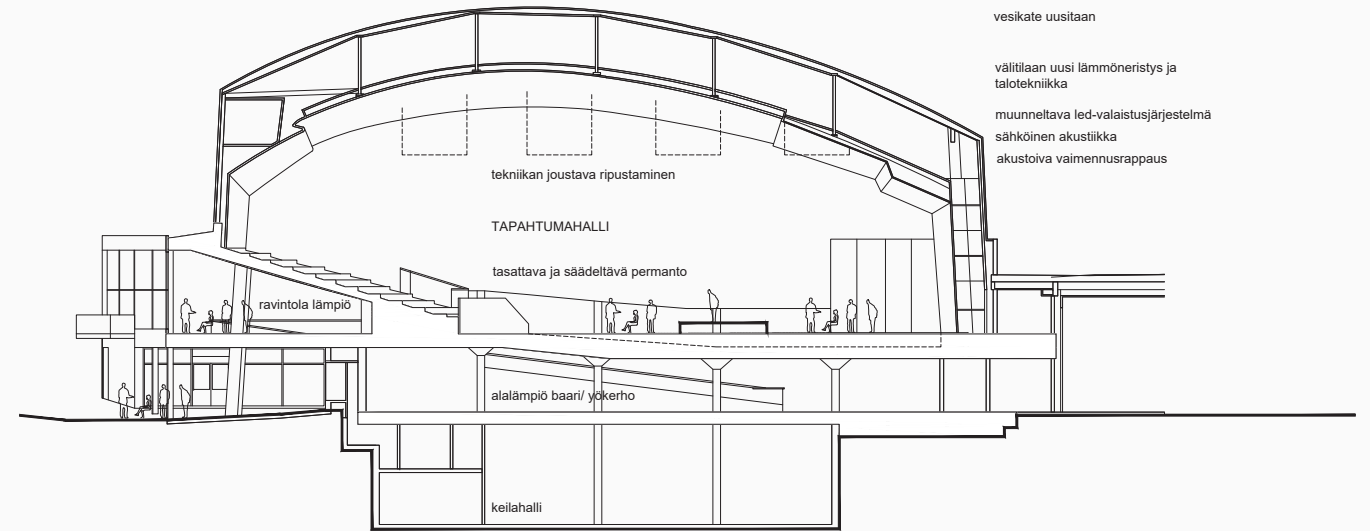 vesikate uusitaan
välitilaan uusi lämmöneristys ja
talotekniikka
muunneltava led-valaistusjärjestelmä
sähköinen akustiikka
akustoiva vaimennusrappaus
tekniikan joustava ripustaminen
TAPAHTUMAHALLI
tasattava ja säädeltävä permanto
ravintola lämpiö
alalämpiö baari/ yökerho
keilahalli